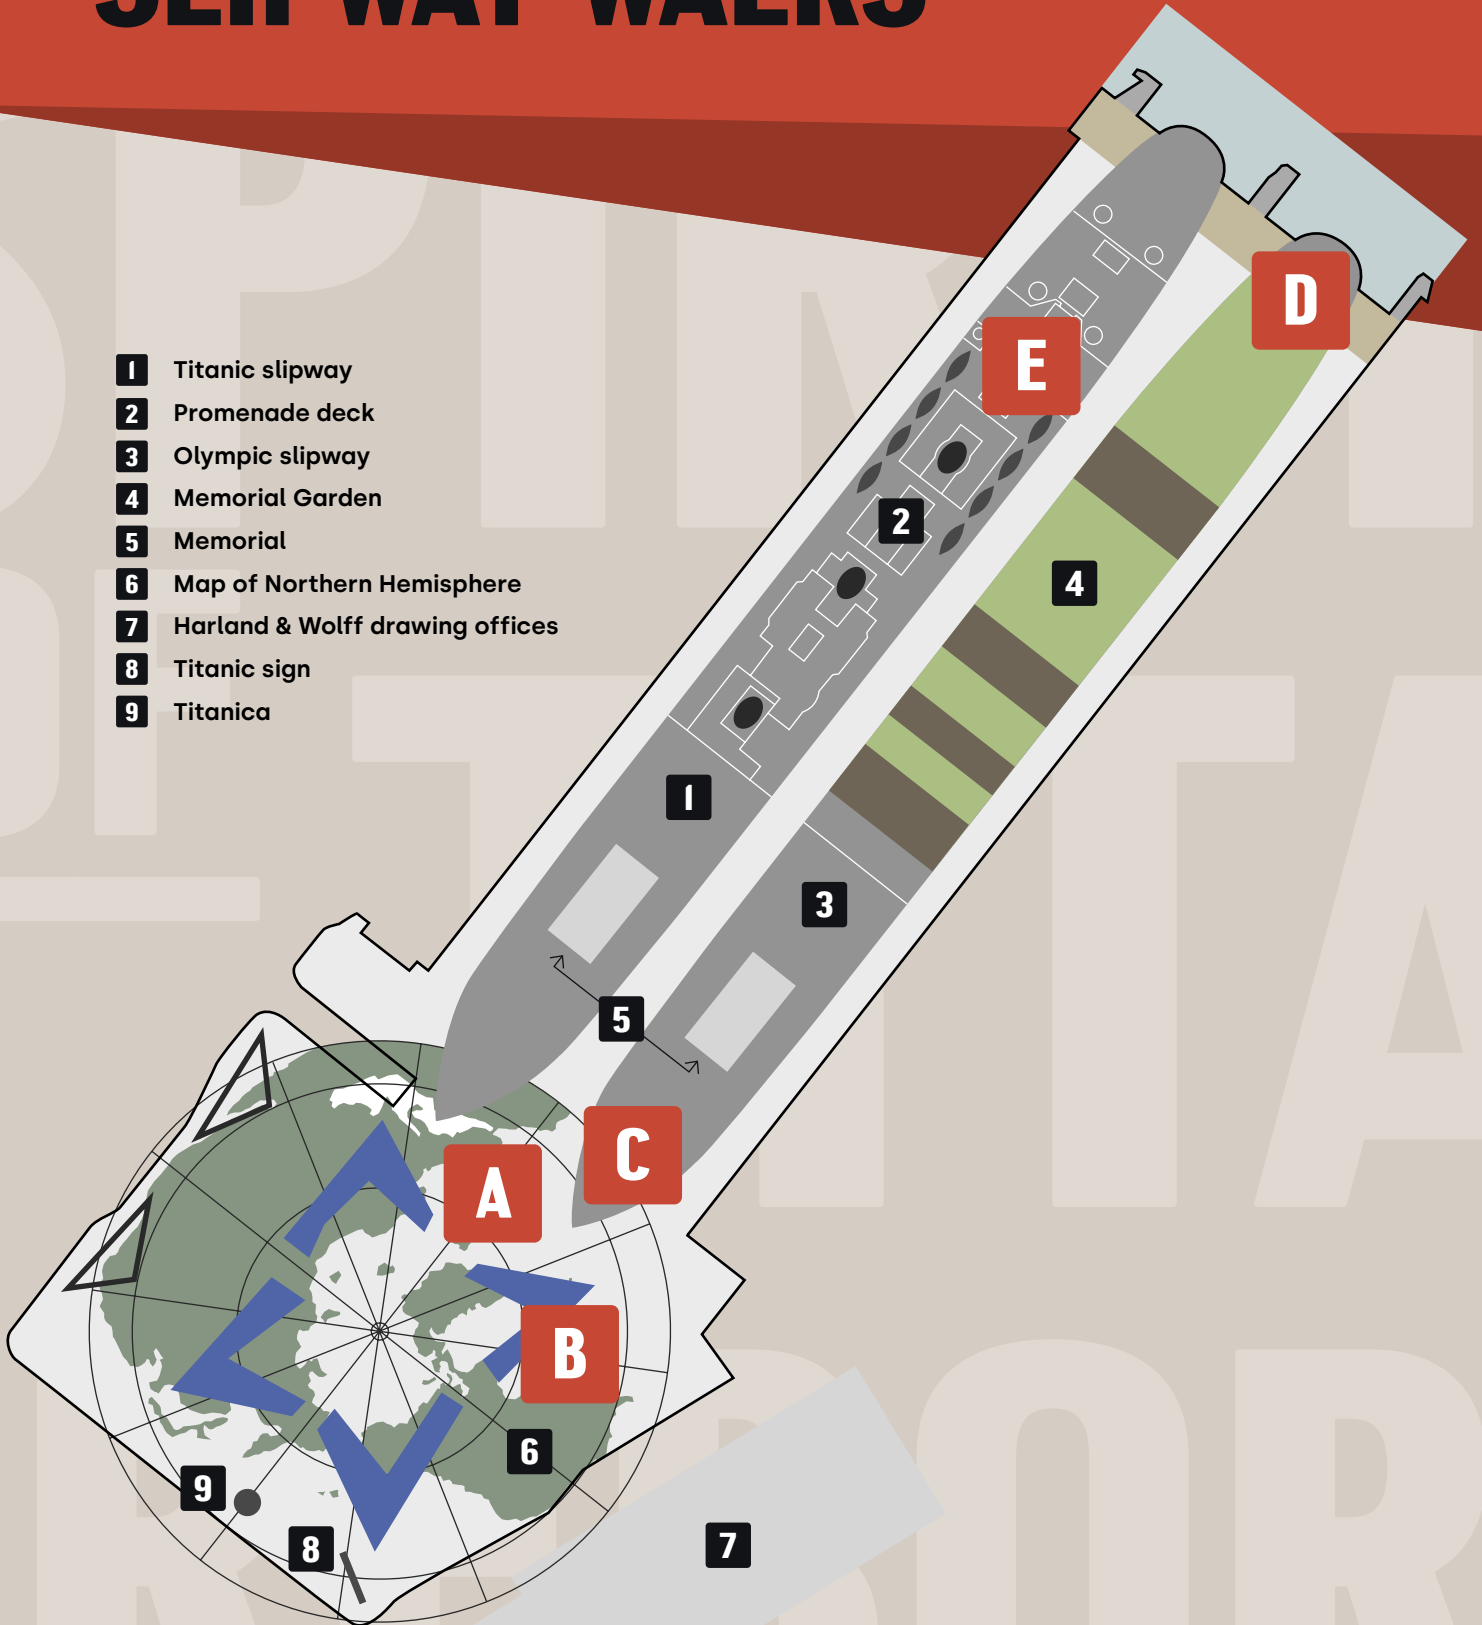 SLIPWAY WALKS
1 Titanic slipway
2 Promenade deck
3 Olympic slipway
4 Memorial Garden
5 Memorial
6 Map of Northern Hemisphere
7 Harland & Wolff drawing offices
8 Titanic sign
9 Titanica
D
E
2
4
1
3
5
C
A
B
6
9
8
7